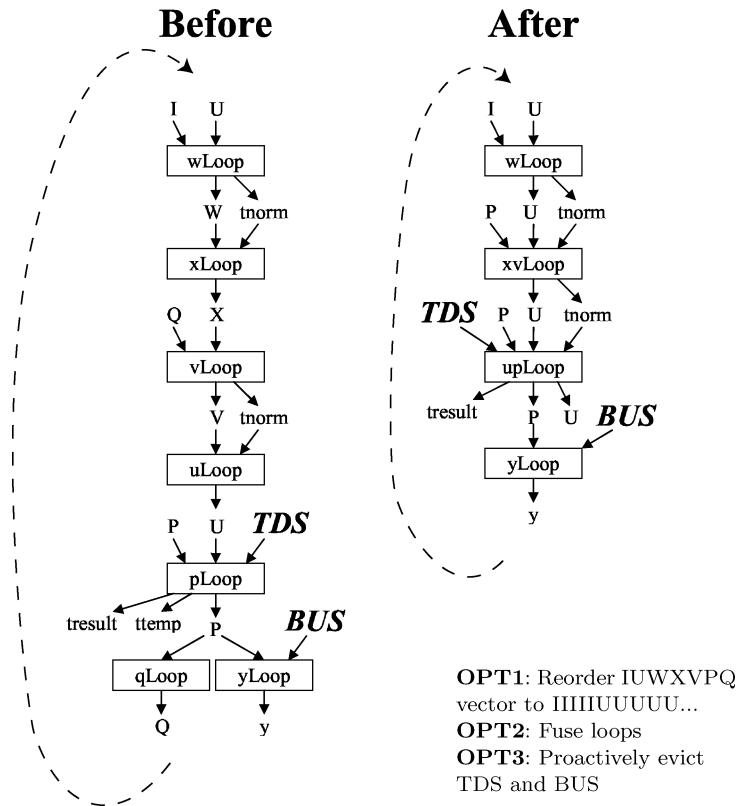 Before
I U
wLoop
W tnorm
xLoop
Q X
vLoop
V tnorm
uLoop
P U TDS
pLoop
tresult ttemp P BUS
qLoop yLoop
Q y
After
I U
wLoop
P U tnorm
xvLoop
TDS P U tnorm
upLoop
tresult P U BUS
yLoop
y
OPT1: Reorder IUWXVPQ
vector to IIIIIUUUUU...
OPT2: Fuse loops
OPT3: Proactively evict
TDS and BUS